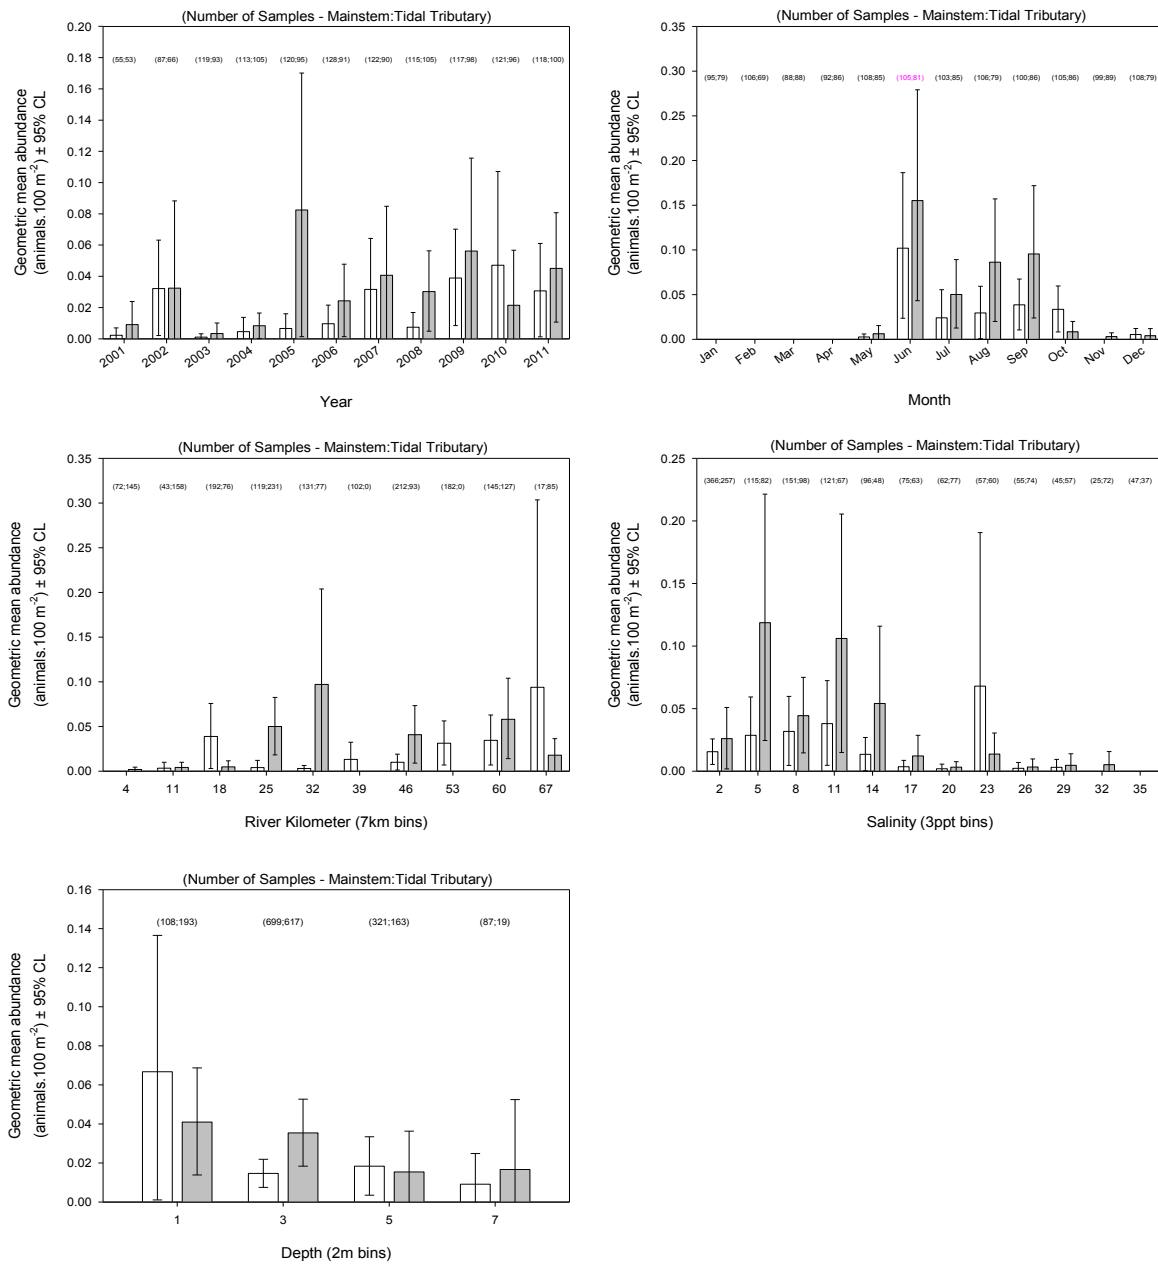 (Number of Samples - Mainstem:Tidal Tributary)
0.20
0.18
0.16
0.14
0.12
0.10
0.08
0.06
0.04
0.02
0.00
(55;53) (87;66) (119;93) (113;105) (120;95) (128;91) (122;90) (115;105) (117;98) (121;96) (118;100)
Geometric mean abundance
(animals.100 m⁻²) ± 95% CL
2001 2002 2003 2004 2005 2006 2007 2008 2009 2010 2011
Year
(Number of Samples - Mainstem:Tidal Tributary)
0.35
0.30
0.25
0.20
0.15
0.10
0.05
0.00
(95;79) (106;69) (88;88) (92;86) (108;85) (105;81) (103;85) (106;79) (100;86) (105;86) (99;89) (108;79)
Geometric mean abundance
(animals.100 m⁻²) ± 95% CL
Jan Feb Mar Apr May Jun Jul Aug Sep Oct Nov Dec
Month
(Number of Samples - Mainstem:Tidal Tributary)
0.35
0.30
0.25
0.20
0.15
0.10
0.05
0.00
(72;145) (43;158) (192;76) (119;231) (131;77) (102;0) (212;93) (182;0) (145;127) (17;85)
Geometric mean abundance
(animals.100 m⁻²) ± 95% CL
4 11 18 25 32 39 46 53 60 67
River Kilometer (7km bins)
(Number of Samples - Mainstem:Tidal Tributary)
0.25
0.20
0.15
0.10
0.05
0.00
(366;257) (115;82) (151;98) (121;67) (96;48) (75;63) (62;77) (57;60) (55;74) (45;57) (25;72) (47;37)
Geometric mean abundance
(animals.100 m⁻²) ± 95% CL
2 5 8 11 14 17 20 23 26 29 32 35
Salinity (3ppt bins)
(Number of Samples - Mainstem:Tidal Tributary)
0.16
0.14
0.12
0.10
0.08
0.06
0.04
0.02
0.00
(108;193) (699;617) (321;163) (87;19)
Geometric mean abundance
(animals.100 m⁻²) ± 95% CL
1 3 5 7
Depth (2m bins)